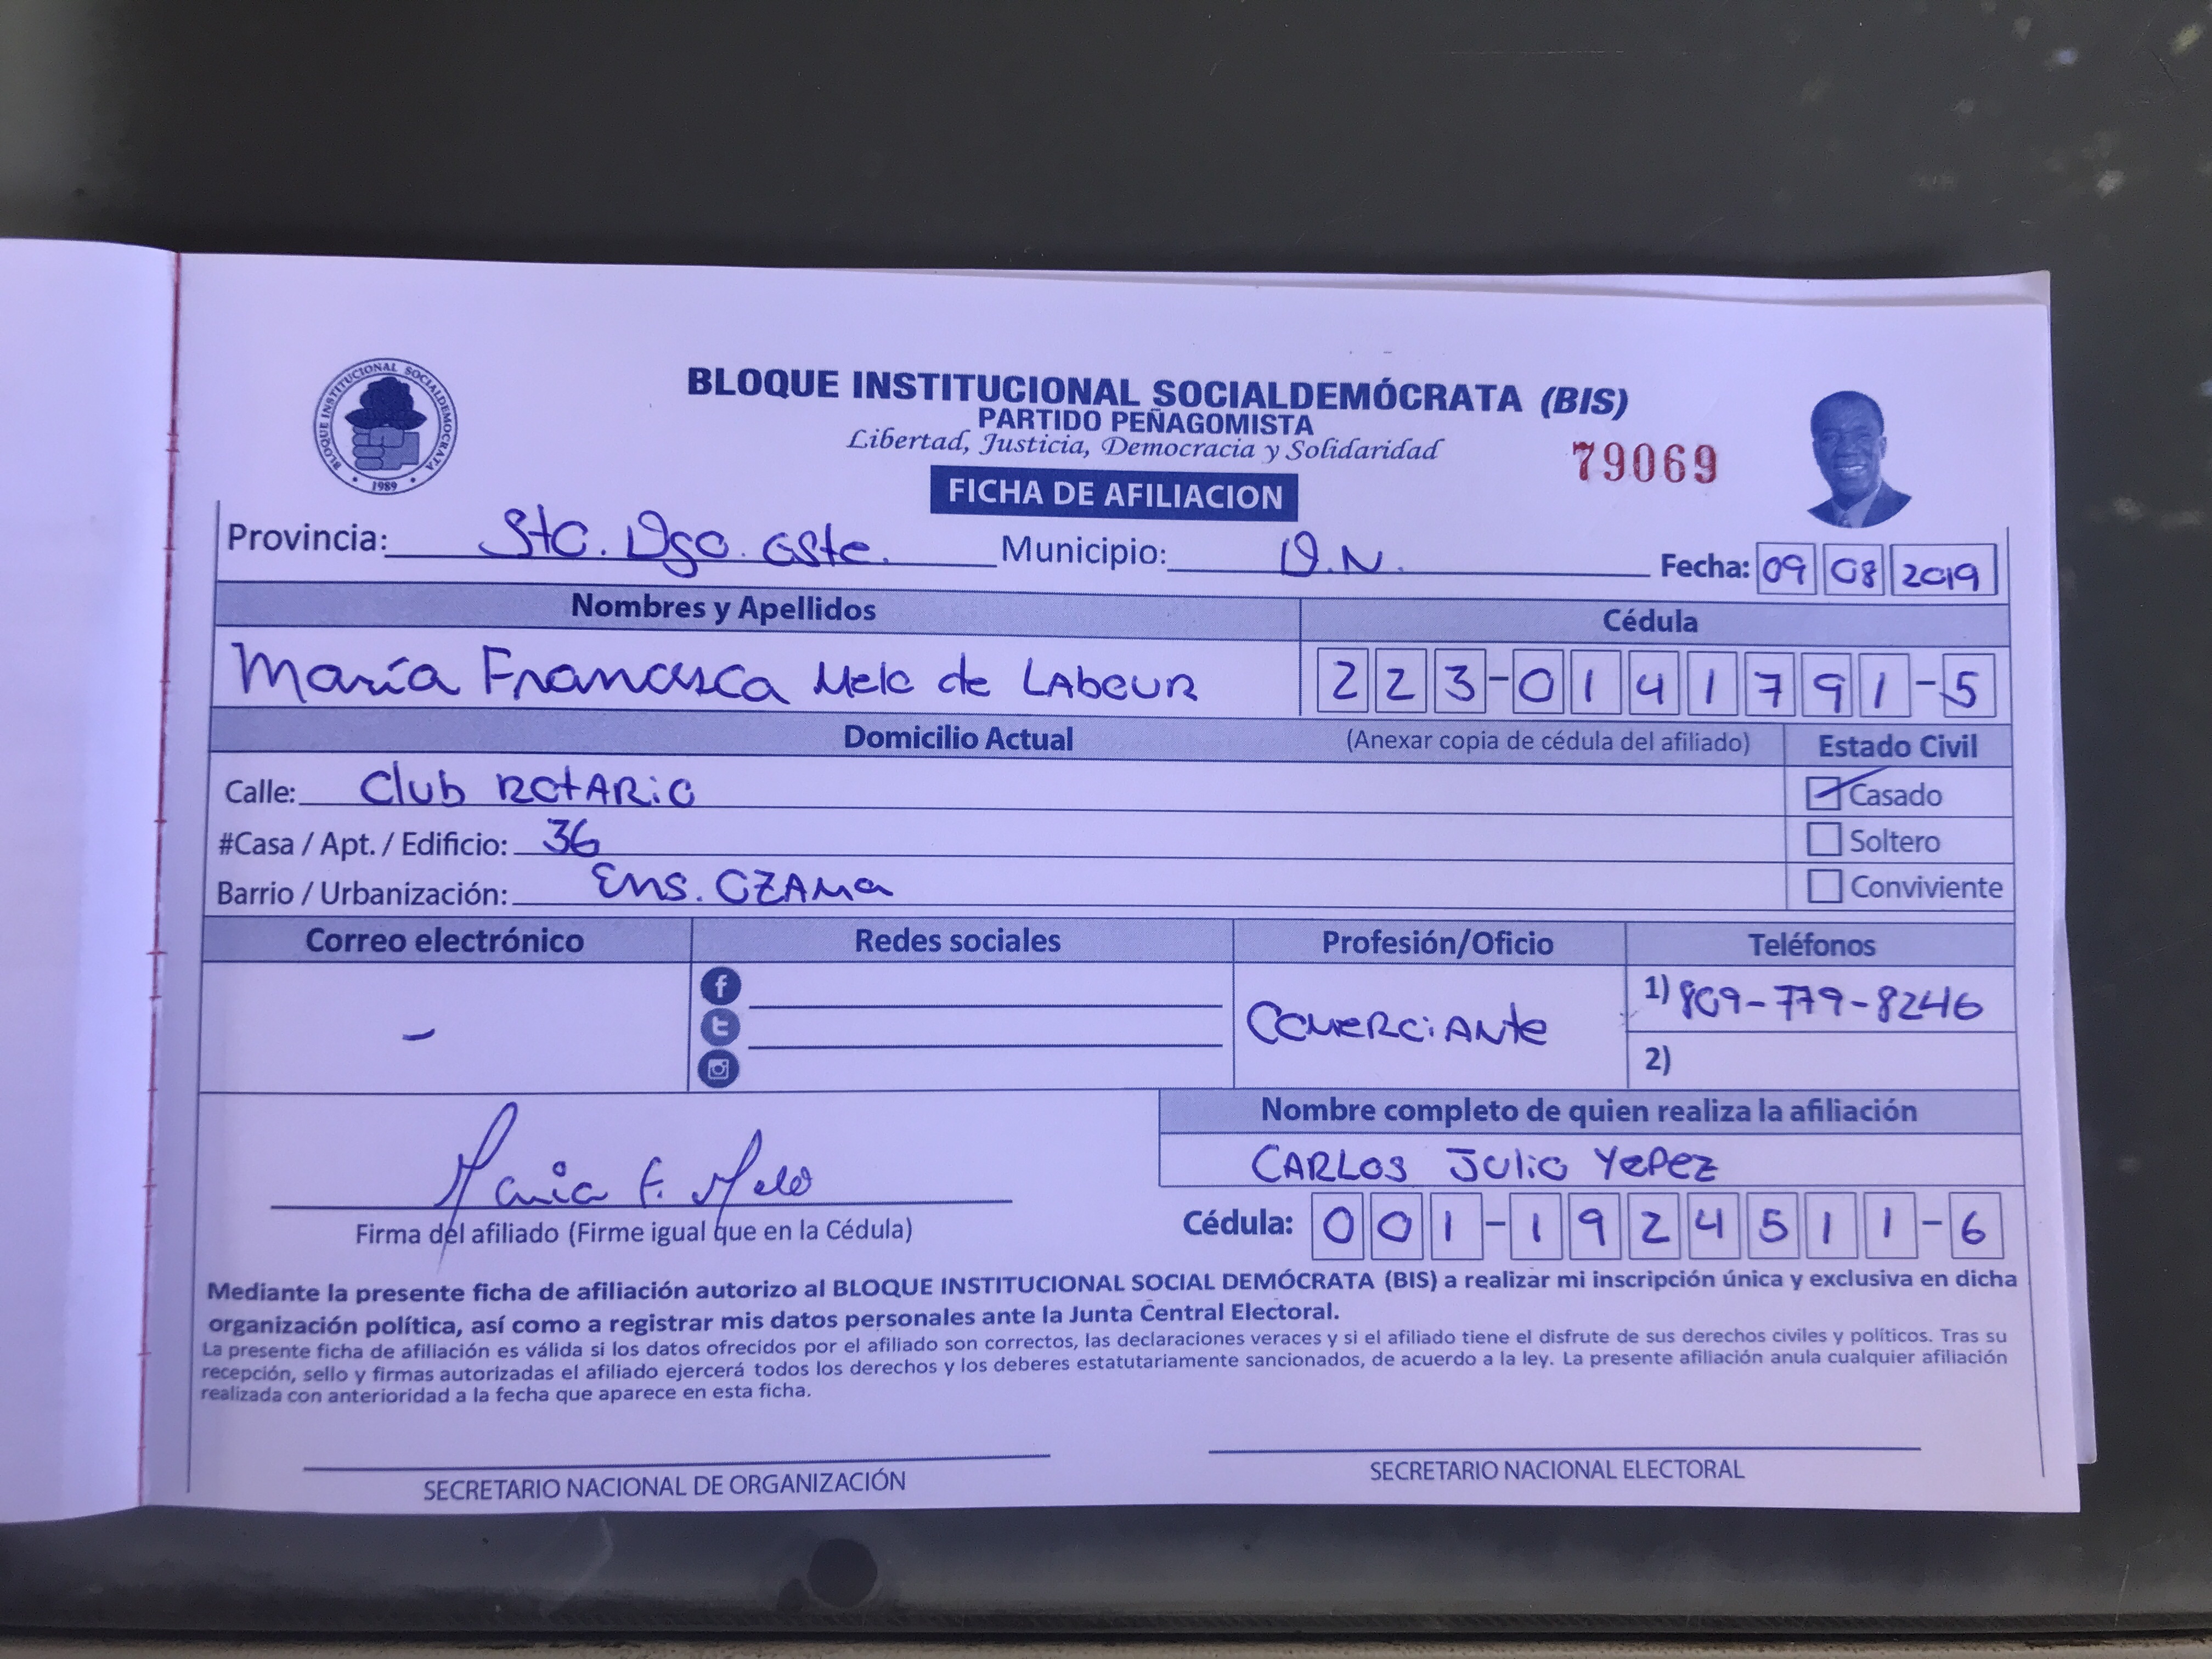 BLOQUE INSTITUCIONAL SOCIALDEMOCRATA
1989
BLOQUE INSTITUCIONAL SOCIALDEMÓCRATA (BIS)
PARTIDO PEÑAGOMISTA
Libertad, Justicia, Democracia y Solidaridad
79069
FICHA DE AFILIACION
Provincia: Sto. Dgo. este. Municipio: D.N. Fecha: 09 08 2019
Nombres y Apellidos Cédula
María Francisca Melo de LABOUR 223-0141791-5
Domicilio Actual (Anexar copia de cédula del afiliado) Estado Civil
Calle: Club ROTARiO Casado
#Casa / Apt. / Edificio: 36 Soltero
Barrio / Urbanización: Ens. OZAMa Conviviente
Correo electrónico Redes sociales Profesión/Oficio Teléfonos
- COMERCiANte 1) 809-779-8246
2)
Nombre completo de quien realiza la afiliación
CARLOS Julio YePez
Maria F. Melo
Firma del afiliado (Firme igual que en la Cédula) Cédula: 001-1924511-6
Mediante la presente ficha de afiliación autorizo al BLOQUE INSTITUCIONAL SOCIAL DEMÓCRATA (BIS) a realizar mi inscripción única y exclusiva en dicha
organización política, así como a registrar mis datos personales ante la Junta Central Electoral.
La presente ficha de afiliación es válida si los datos ofrecidos por el afiliado son correctos, las declaraciones veraces y si el afiliado tiene el disfrute de sus derechos civiles y políticos. Tras su
recepción, sello y firmas autorizadas el afiliado ejercerá todos los derechos y los deberes estatutariamente sancionados, de acuerdo a la ley. La presente afiliación anula cualquier afiliación
realizada con anterioridad a la fecha que aparece en esta ficha.
SECRETARIO NACIONAL DE ORGANIZACIÓN SECRETARIO NACIONAL ELECTORAL